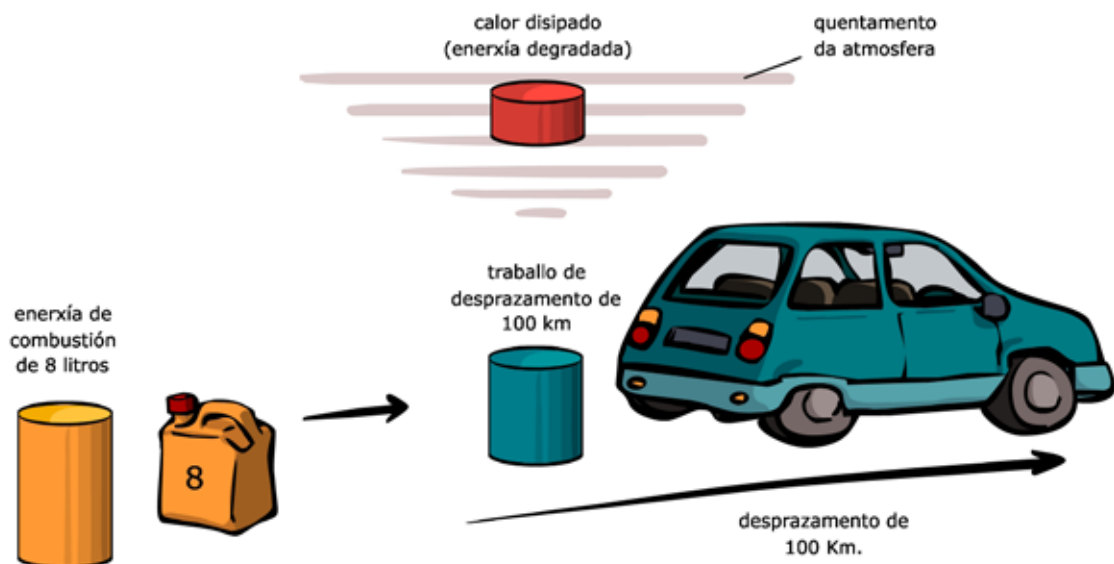 calor disipado
(enerxía degradada)
quentamento
da atmosfera
traballo de
desprazamento de
100 km
enerxía de
combustión
de 8 litros
8
desprazamento de
100 Km.